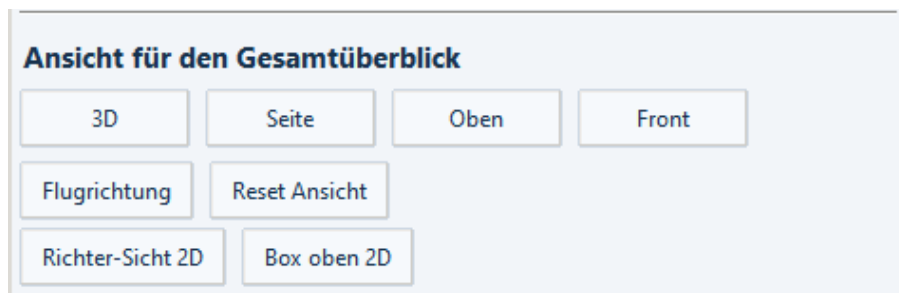 Ansicht für den Gesamtüberblick
3D Seite Oben Front
Flugrichtung Reset Ansicht
Richter-Sicht 2D Box oben 2D